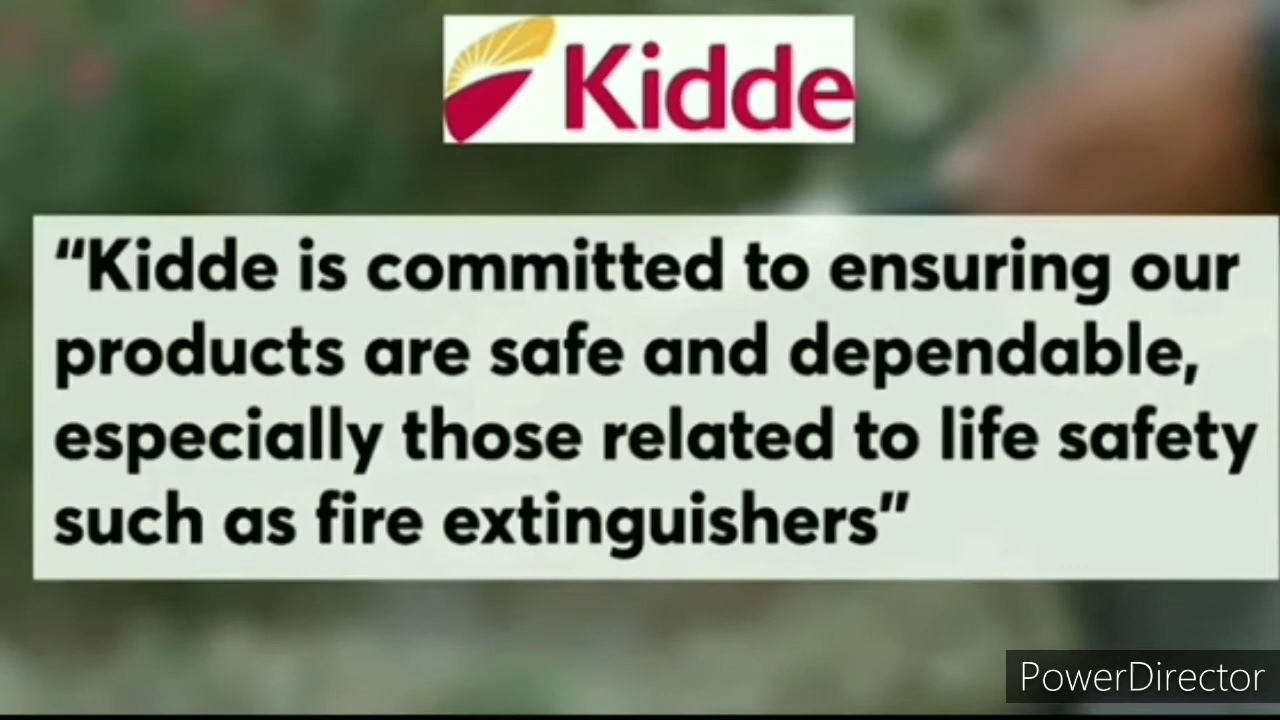 Kidde
“Kidde is committed to ensuring our
products are safe and dependable,
especially those related to life safety
such as fire extinguishers”
PowerDirector